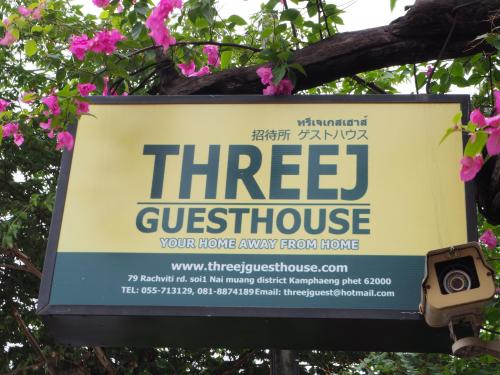 ทรีเจเกสเฮาส์
招待所 ゲストハウス
THREEJ
GUESTHOUSE
YOUR HOME AWAY FROM HOME
www.threejguesthouse.com
79 Rachviti rd. soi1 Nai muang district Kamphaeng phet 62000
TEL: 055-713129, 081-8874189 Email: threejguest@hotmail.com